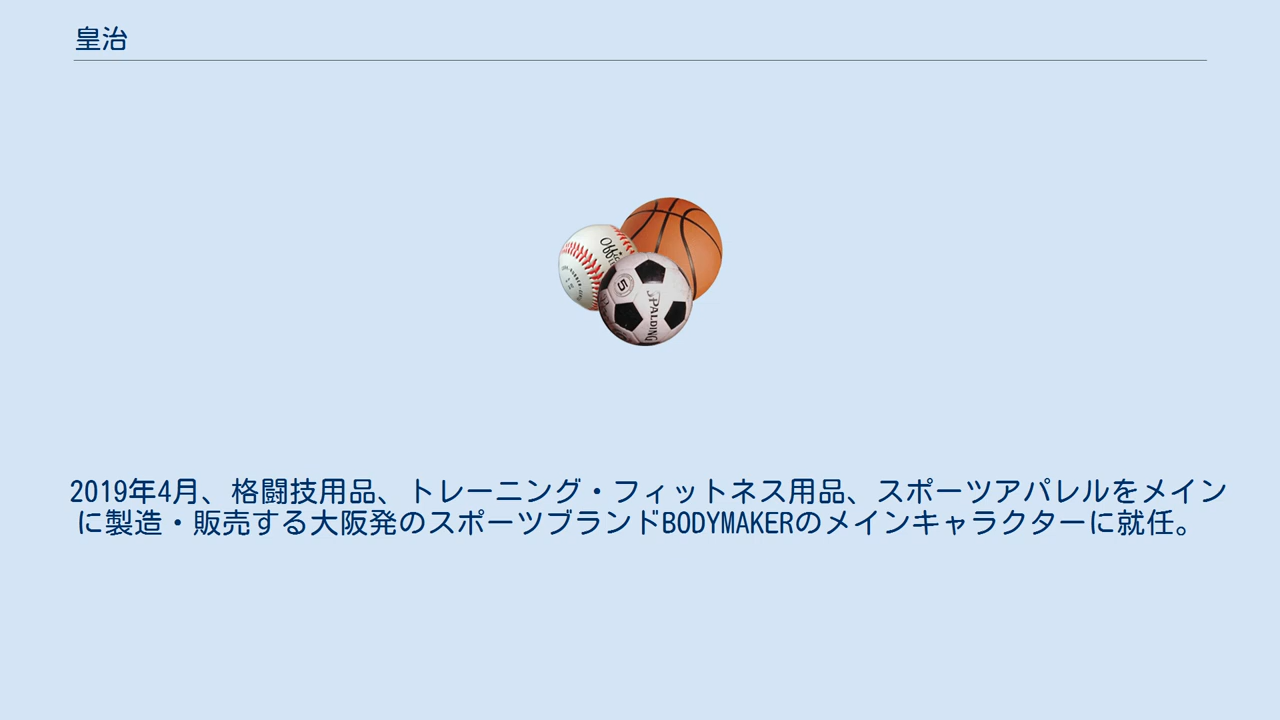 皇治
Offic
5
SPALDING
2019年4月、格闘技用品、トレーニング・フィットネス用品、スポーツアパレルをメイン
に製造・販売する大阪発のスポーツブランドBODYMAKERのメインキャラクターに就任。